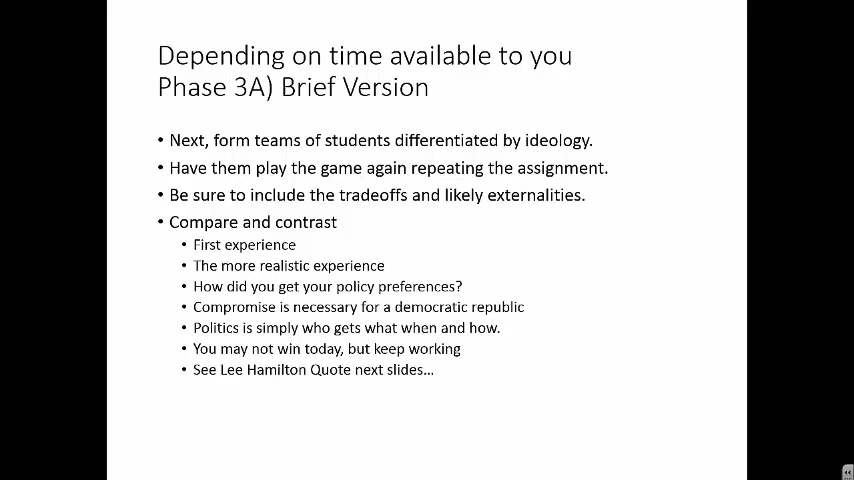 Depending on time available to you
Phase 3A) Brief Version
• Next, form teams of students differentiated by ideology.
• Have them play the game again repeating the assignment.
• Be sure to include the tradeoffs and likely externalities.
• Compare and contrast
• First experience
• The more realistic experience
• How did you get your policy preferences?
• Compromise is necessary for a democratic republic
• Politics is simply who gets what when and how.
• You may not win today, but keep working
• See Lee Hamilton Quote next slides…